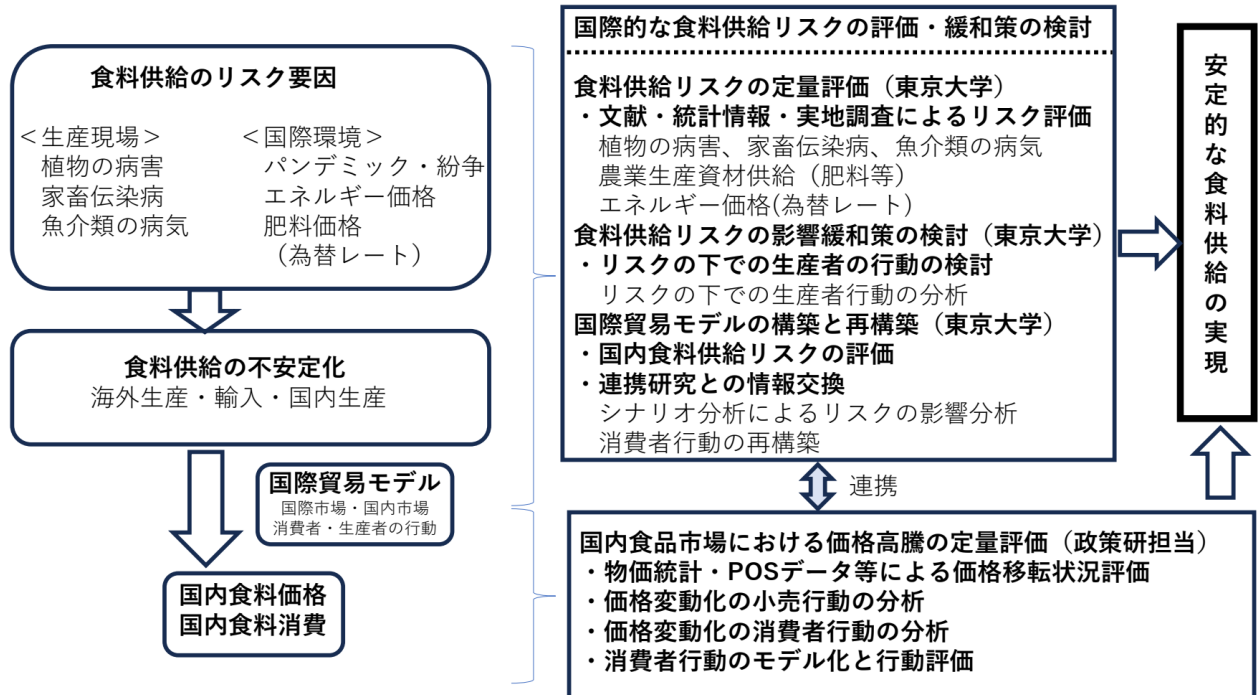 食料供給のリスク要因
＜生産現場＞
植物の病害
家畜伝染病
魚介類の病気
＜国際環境＞
パンデミック・紛争
エネルギー価格
肥料価格
（為替レート）
食料供給の不安定化
海外生産・輸入・国内生産
国際貿易モデル
国際市場・国内市場
消費者・生産者の行動
国内食料価格
国内食料消費
国際的な食料供給リスクの評価・緩和策の検討
食料供給リスクの定量評価（東京大学）
・文献・統計情報・実地調査によるリスク評価
植物の病害、家畜伝染病、魚介類の病気
農業生産資材供給（肥料等）
エネルギー価格(為替レート)
食料供給リスクの影響緩和策の検討（東京大学）
・リスクの下での生産者の行動の検討
リスクの下での生産者行動の分析
国際貿易モデルの構築と再構築（東京大学）
・国内食料供給リスクの評価
・連携研究との情報交換
シナリオ分析によるリスクの影響分析
消費者行動の再構築
連携
国内食品市場における価格高騰の定量評価（政策研担当）
・物価統計・POSデータ等による価格移転状況評価
・価格変動化の小売行動の分析
・価格変動化の消費者行動の分析
・消費者行動のモデル化と行動評価
安定的な食料供給の実現